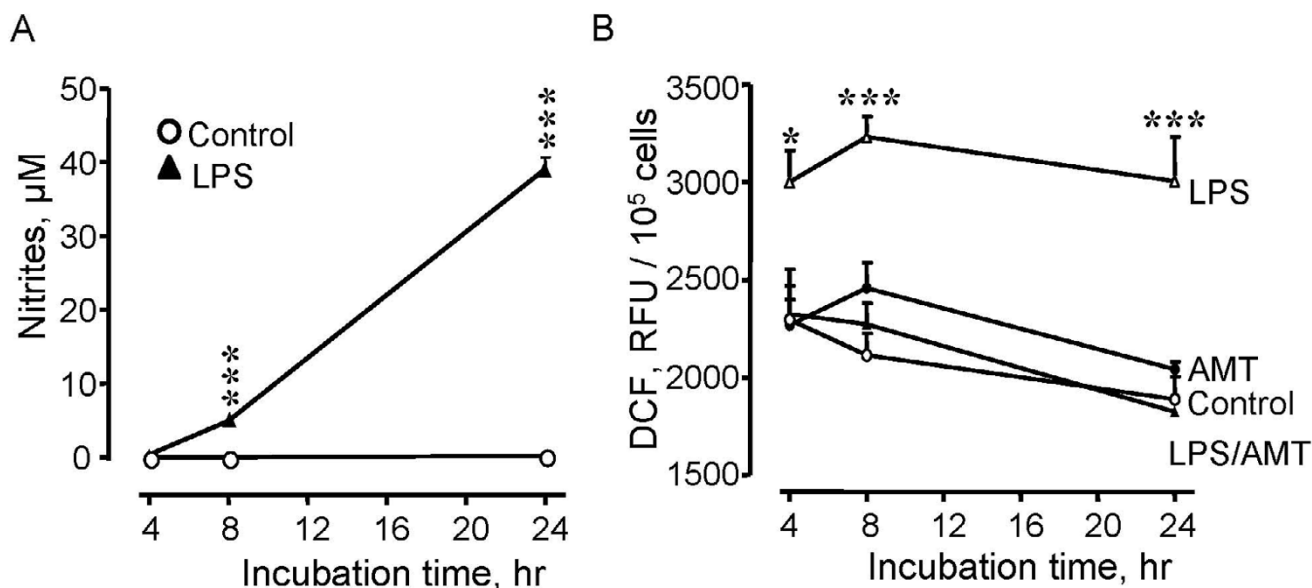 A
Nitrites, µM
50
40
30
20
10
0
Control
LPS
***
***
4
8
12
16
20
24
Incubation time, hr
B
DCF, RFU / 10⁵ cells
3500
3000
2500
2000
1500
*
***
***
LPS
AMT
Control
LPS/AMT
4
8
12
16
20
24
Incubation time, hr